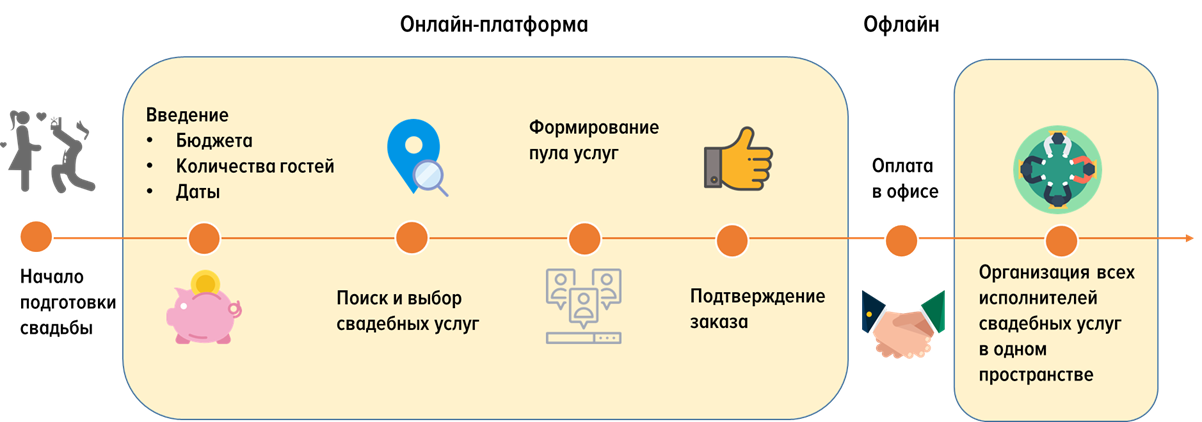 Онлайн-платформа
Офлайн
Начало
подготовки
свадьбы
Введение
• Бюджета
• Количества гостей
• Даты
Поиск и выбор
свадебных услуг
Формирование
пула услуг
Подтверждение
заказа
Оплата
в офисе
Организация всех
исполнителей
свадебных услуг
в одном
пространстве